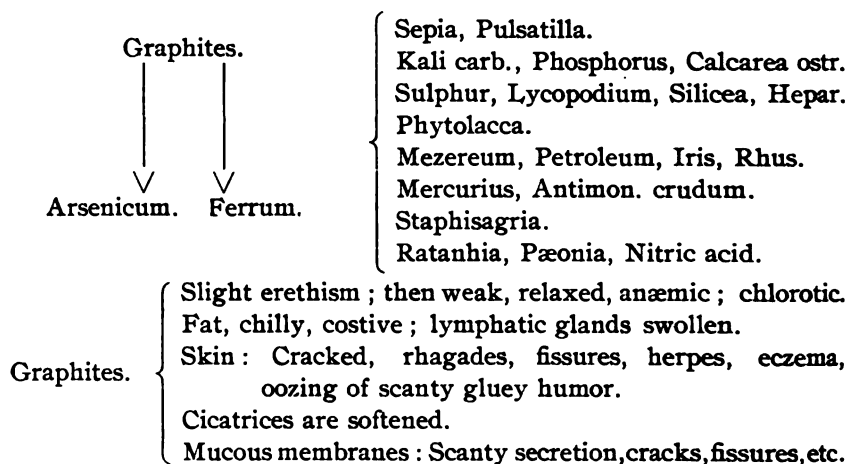 Graphites.
Arsenicum. Ferrum.
Sepia, Pulsatilla.
Kali carb., Phosphorus, Calcarea ostr.
Sulphur, Lycopodium, Silicea, Hepar.
Phytolacca.
Mezereum, Petroleum, Iris, Rhus.
Mercurius, Antimon. crudum.
Staphisagria.
Ratanhia, Pæonia, Nitric acid.
Graphites.
Slight erethism ; then weak, relaxed, anæmic ; chlorotic.
Fat, chilly, costive ; lymphatic glands swollen.
Skin : Cracked, rhagades, fissures, herpes, eczema,
oozing of scanty gluey humor.
Cicatrices are softened.
Mucous membranes : Scanty secretion,cracks,fissures,etc.